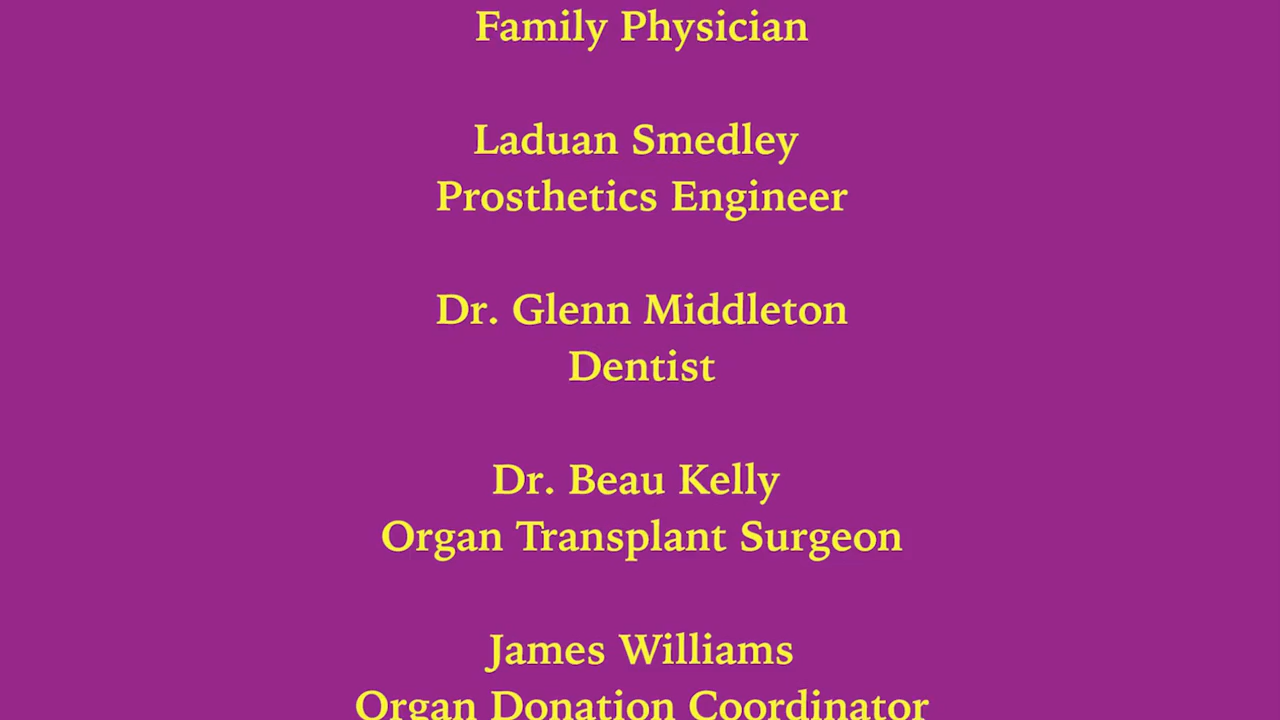 Family Physician
Laduan Smedley
Prosthetics Engineer
Dr. Glenn Middleton
Dentist
Dr. Beau Kelly
Organ Transplant Surgeon
James Williams
Organ Donation Coordinator